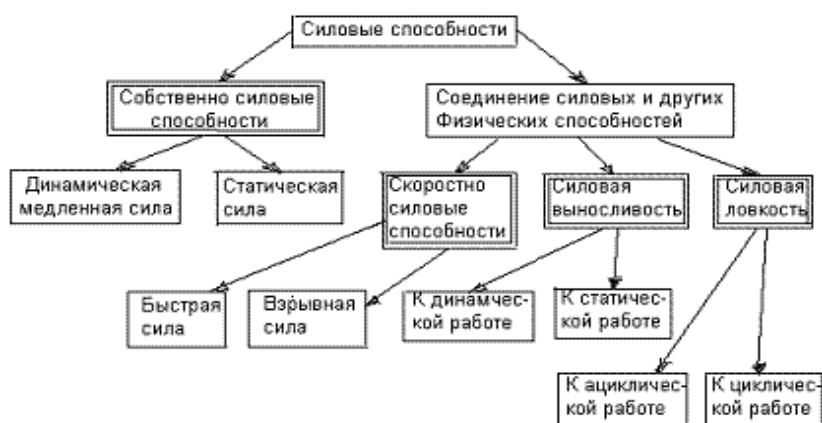 Силовые способности
Собственно силовые
способности
Соединение силовых и других
Физических способностей
Динамическая
медленная сила
Статическая
сила
Скоростно
силовые
способности
Силовая
выносливость
Силовая
ловкость
Быстрая
сила
Взрывная
сила
К динамчес-
кой работе
К статичес-
кой работе
К ацикличес-
кой работе
К цикличес-
кой работе